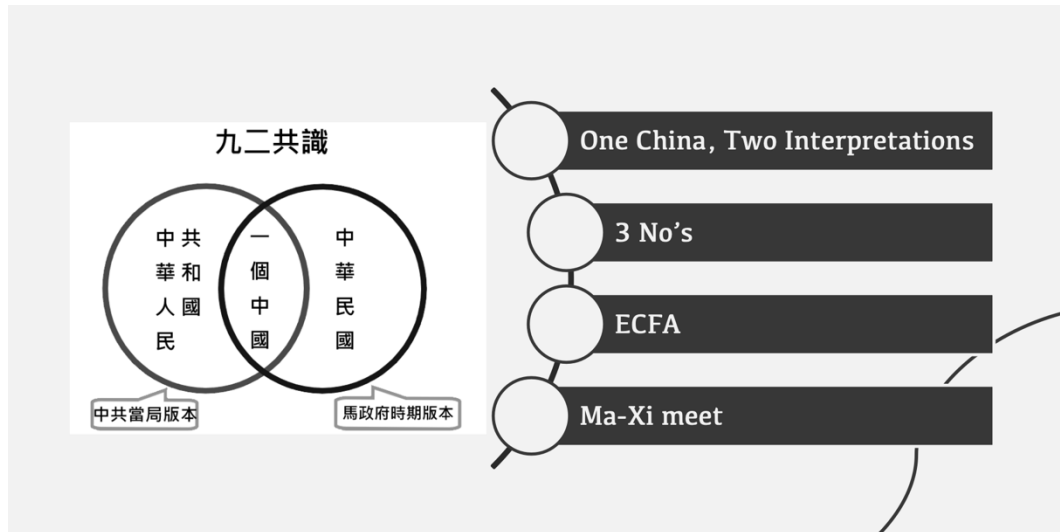 九二共識
中華人民
共和國
一個中國
中華民國
中共當局版本
馬政府時期版本
One China, Two Interpretations
3 No’s
ECFA
Ma-Xi meet